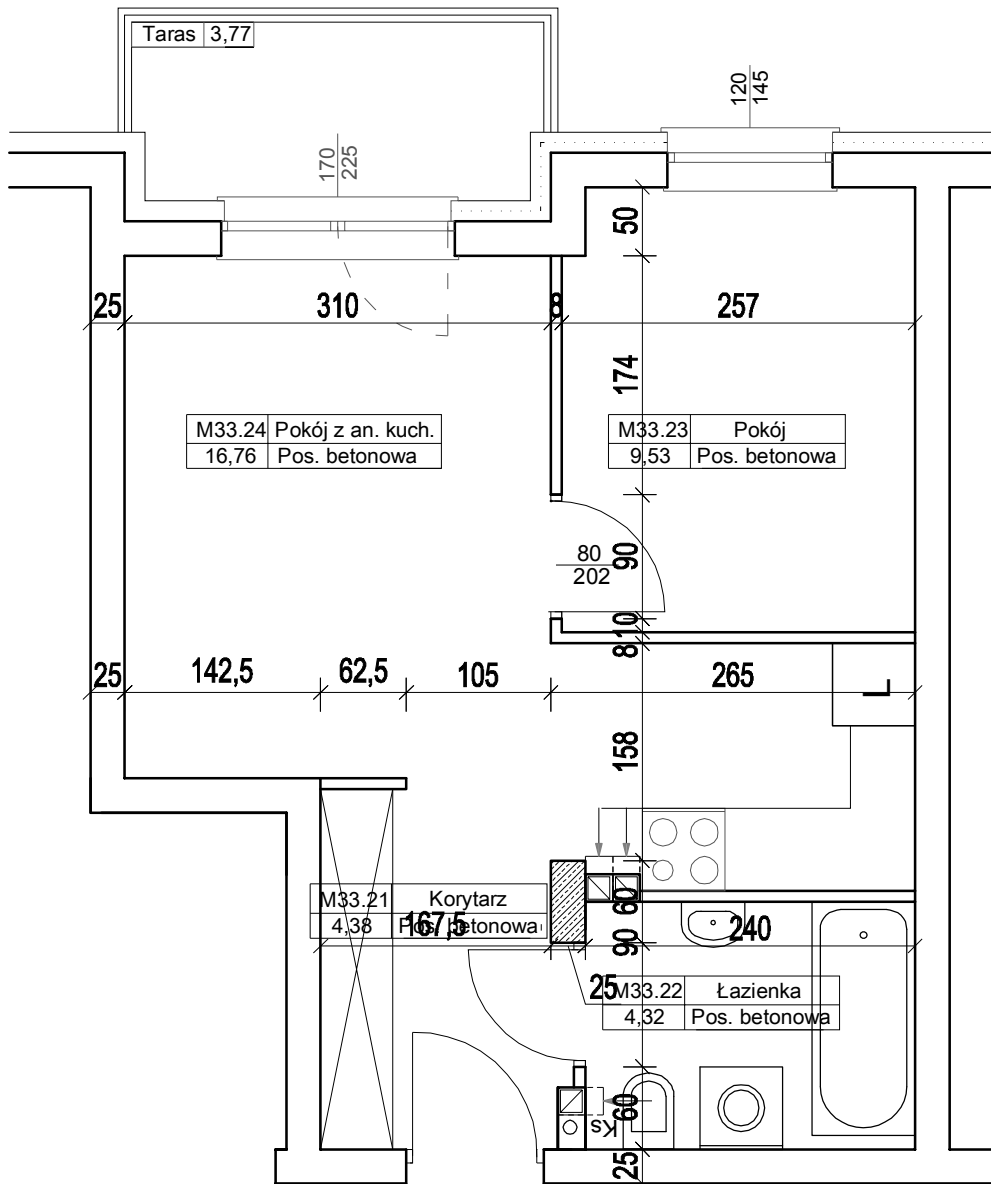 Taras 3,77
120
145
170
225
50
25 310 8 257
174
M33.24 Pokój z an. kuch.
16,76 Pos. betonowa
M33.23 Pokój
9,53 Pos. betonowa
80
202
90
10
8
25 142,5 62,5 105 265
L
158
M33.21 Korytarz
4,38 Pos. betonowa
167,5
60
240
90
25
M33.22 Łazienka
4,32 Pos. betonowa
60
Ks
25